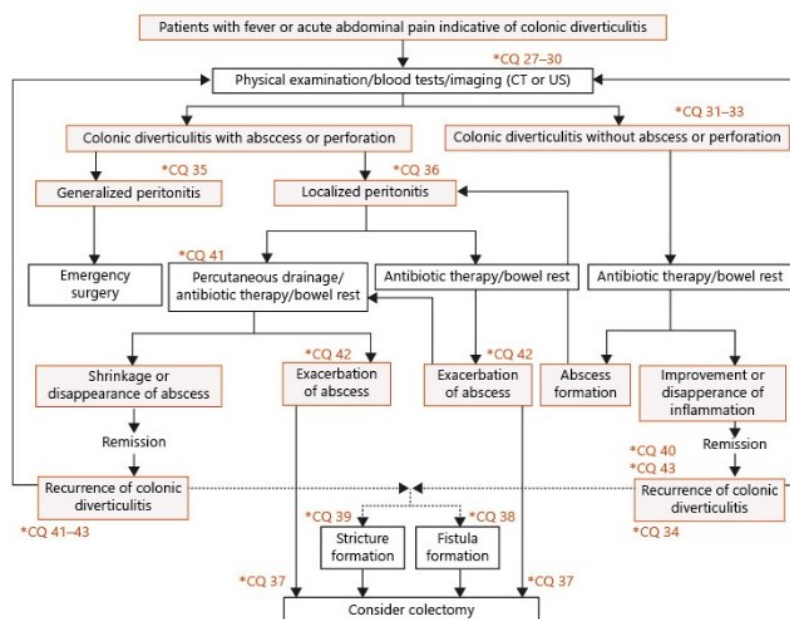 Patients with fever or acute abdominal pain indicative of colonic diverticulitis
*CQ 27–30
Physical examination/blood tests/imaging (CT or US)
*CQ 31–33
Colonic diverticulitis with absccess or perforation
Colonic diverticulitis without abscess or perforation
*CQ 35
*CQ 36
Generalized peritonitis
Localized peritonitis
*CQ 41
Emergency
surgery
Percutaneous drainage/
antibiotic therapy/bowel rest
Antibiotic therapy/bowel rest
Antibiotic therapy/bowel rest
*CQ 42
*CQ 42
Shrinkage or
disappearance of abscess
Exacerbation
of abscess
Exacerbation
of abscess
Abscess
formation
Improvement or
disapperance of
inflammation
Remission
Remission
*CQ 40
*CQ 43
Recurrence of colonic
diverticulitis
Recurrence of colonic
diverticulitis
*CQ 41–43
*CQ 34
*CQ 39
*CQ 38
Stricture
formation
Fistula
formation
*CQ 37
*CQ 37
Consider colectomy